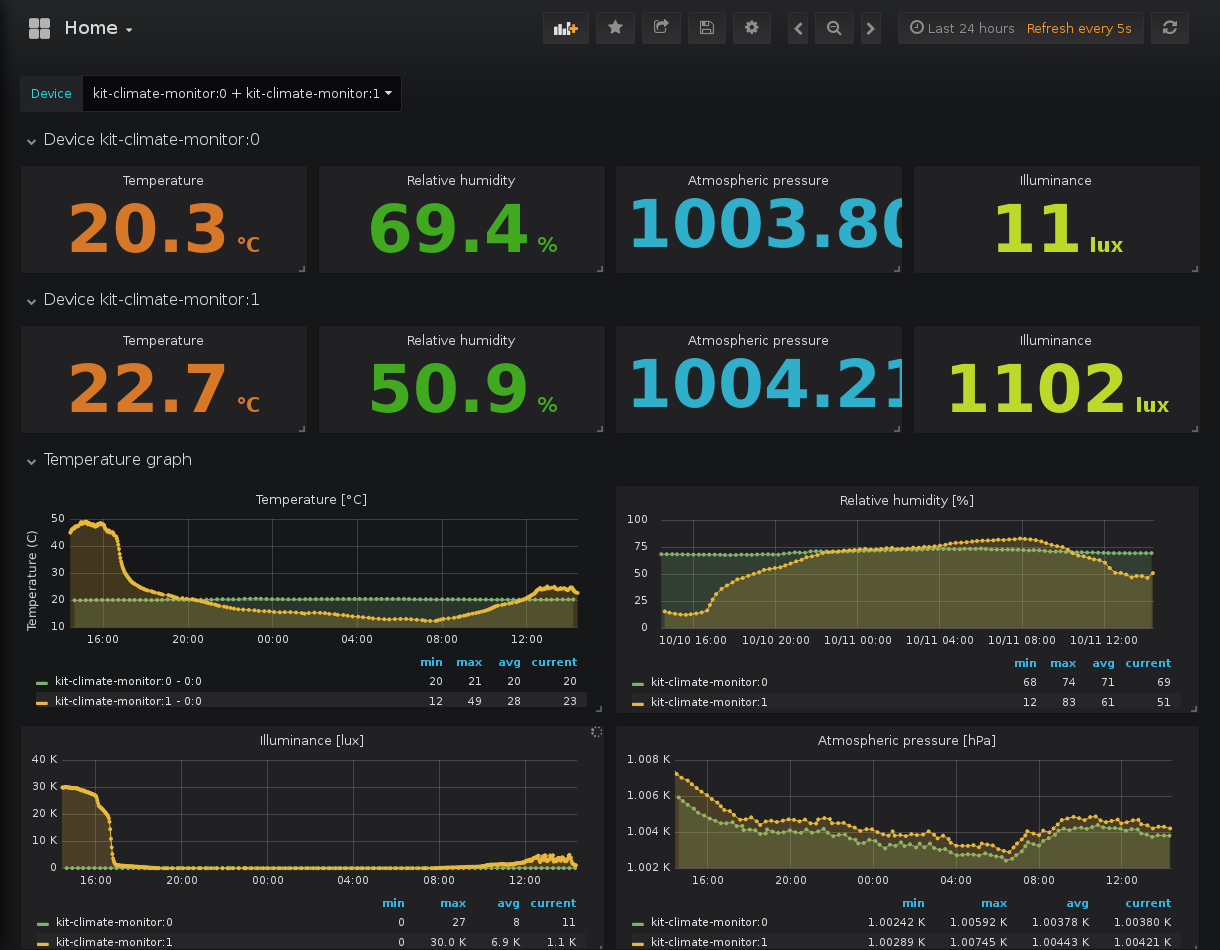 Home
Last 24 hours Refresh every 5s
Device kit-climate-monitor:0 + kit-climate-monitor:1
Device kit-climate-monitor:0
Temperature Relative humidity Atmospheric pressure Illuminance
20.3 °C 69.4 % 1003.80 11 lux
Device kit-climate-monitor:1
Temperature Relative humidity Atmospheric pressure Illuminance
22.7 °C 50.9 % 1004.21 1102 lux
Temperature graph
Temperature [°C]
Temperature (C)
50
40
30
20
10
16:00 20:00 00:00 04:00 08:00 12:00
min max avg current
kit-climate-monitor:0 - 0:0 20 21 20 20
kit-climate-monitor:1 - 0:0 12 49 28 23
Relative humidity [%]
100
75
50
25
0
10/10 16:00 10/10 20:00 10/11 00:00 10/11 04:00 10/11 08:00 10/11 12:00
min max avg current
kit-climate-monitor:0 68 74 71 69
kit-climate-monitor:1 12 83 61 51
Illuminance [lux]
40 K
30 K
20 K
10 K
0
16:00 20:00 00:00 04:00 08:00 12:00
min max avg current
kit-climate-monitor:0 0 27 8 11
kit-climate-monitor:1 0 30.0 K 6.9 K 1.1 K
Atmospheric pressure [hPa]
1.008 K
1.006 K
1.004 K
1.002 K
16:00 20:00 00:00 04:00 08:00 12:00
min max avg current
kit-climate-monitor:0 1.00242 K 1.00592 K 1.00378 K 1.00380 K
kit-climate-monitor:1 1.00289 K 1.00745 K 1.00443 K 1.00421 K